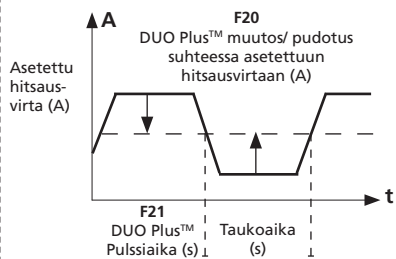 A
F20
DUO Plus™ muutos/ pudotus
suhteessa asetettuun
hitsausvirtaan (A)
Asetettu
hitsaus-
virta (A)
t
F21
DUO Plus™
Pulssiaika (s)
Taukoaika
(s)